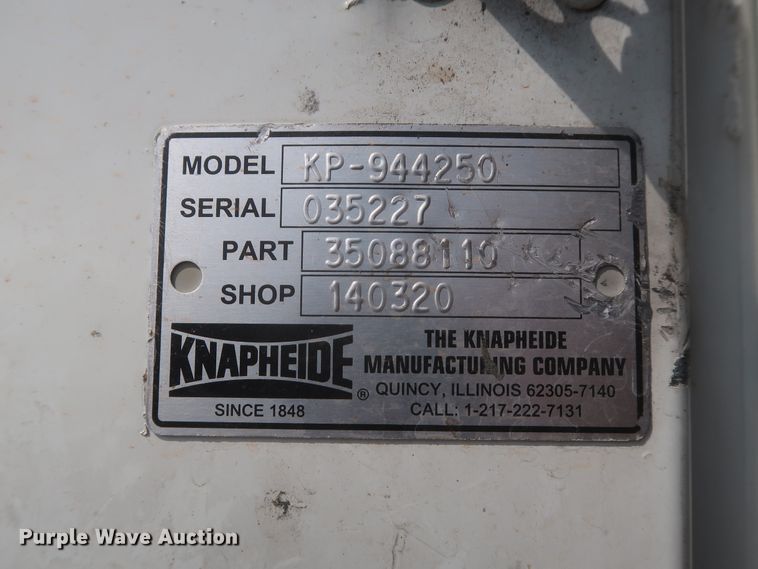 MODEL KP-944250
SERIAL 035227
PART 35088110
SHOP 140320
KNAPHEIDE®
SINCE 1848
THE KNAPHEIDE
MANUFACTURING COMPANY
QUINCY, ILLINOIS 62305-7140
CALL: 1-217-222-7131
Purple Wave Auction